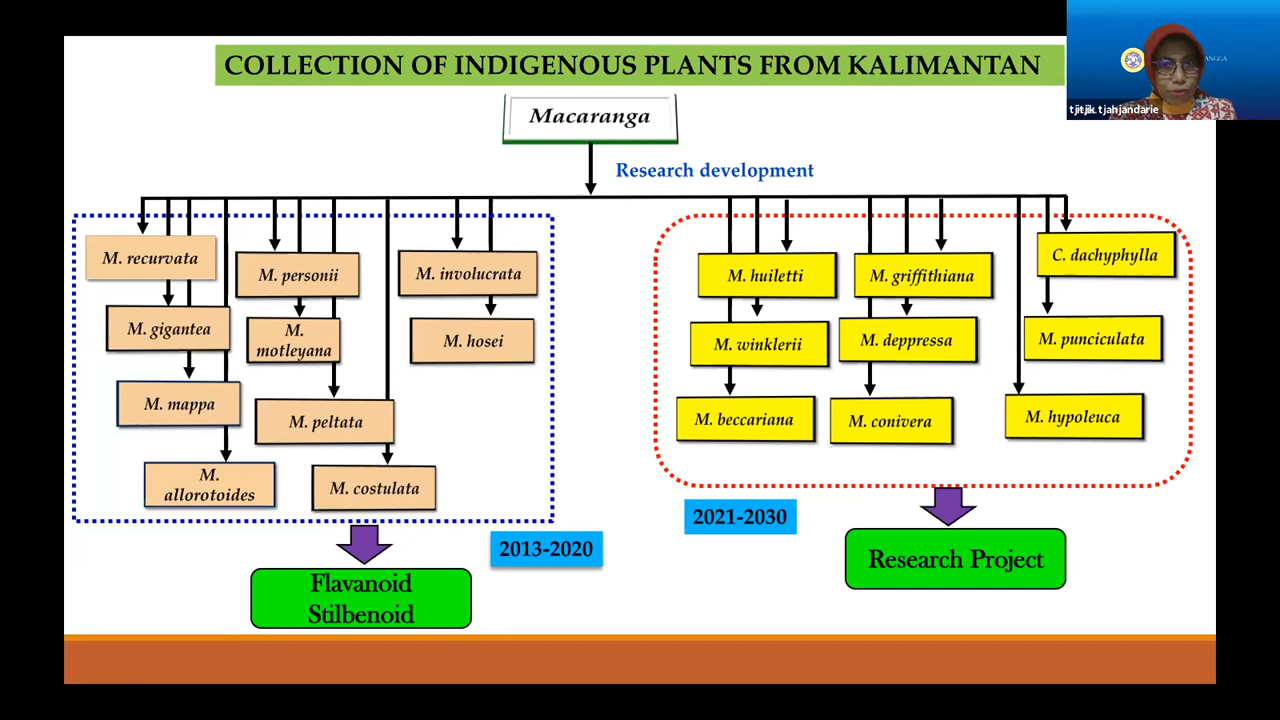 COLLECTION OF INDIGENOUS PLANTS FROM KALIMANTAN
ANGGA
tjitjik tjahjandarie
Macaranga
Research development
M. recurvata
M. gigantea
M. mappa
M.
allorotoides
M. personii
M.
motleyana
M. peltata
M. costulata
M. involucrata
M. hosei
M. huiletti
M. winklerii
M. beccariana
M. griffithiana
M. deppressa
M. conivera
C. dachyphylla
M. punciculata
M. hypoleuca
2013-2020
2021-2030
Flavanoid
Stilbenoid
Research Project